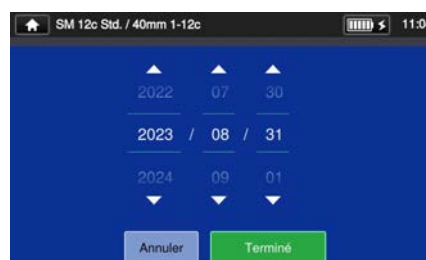 SM 12c Std. / 40mm 1-12c
11:0
2022 07 30
2023 / 08 / 31
2024 09 01
Annuler Terminé